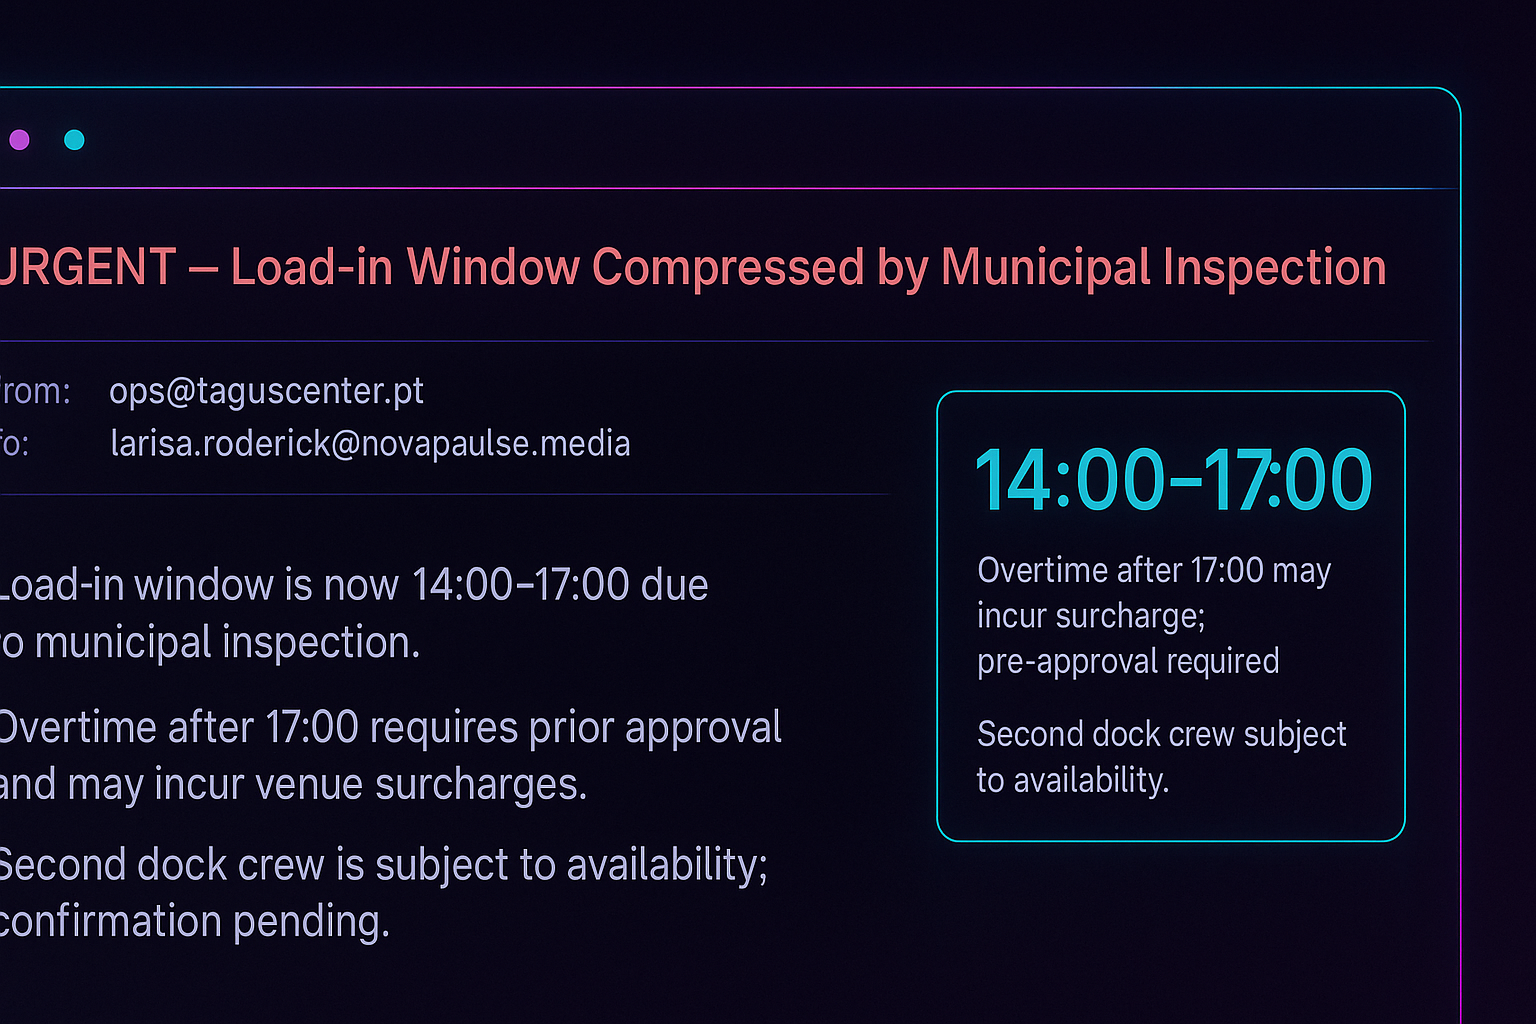 URGENT – Load-in Window Compressed by Municipal Inspection
from: ops@taguscenter.pt
To: larisa.roderick@novapaulse.media
Load-in window is now 14:00–17:00 due
to municipal inspection.
Overtime after 17:00 requires prior approval
and may incur venue surcharges.
Second dock crew is subject to availability;
confirmation pending.
14:00–17:00
Overtime after 17:00 may
incur surcharge;
pre-approval required
Second dock crew subject
to availability.